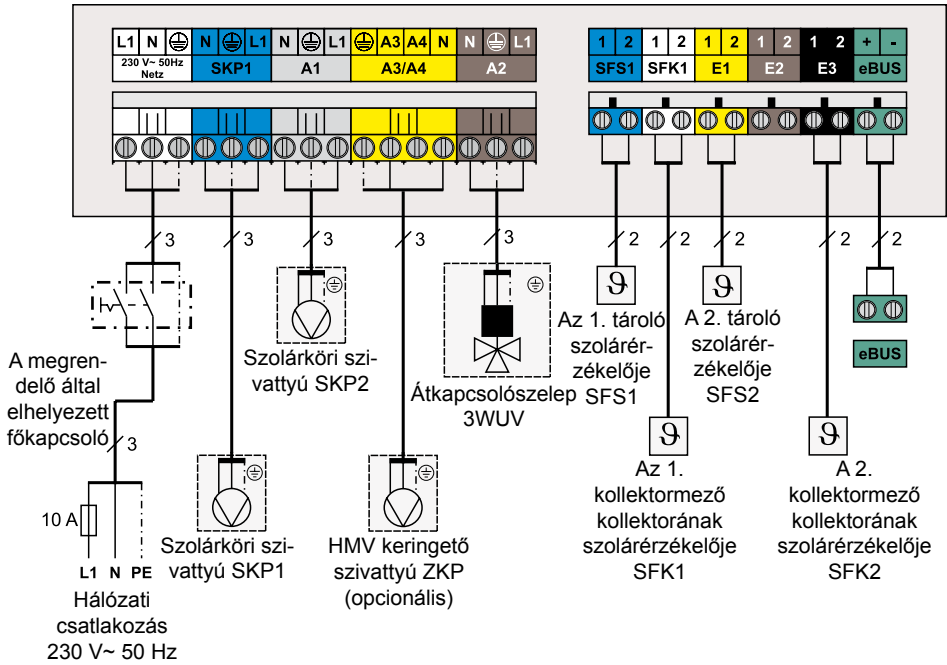 L1 N N L1 N L1 A3 A4 N N L1 1 2 1 2 1 2 1 2 1 2 + -
230 V~ 50Hz
Netz
SKP1 A1 A3/A4 A2 SFS1 SFK1 E1 E2 E3 eBUS
3 3 3 3 3 2 2 2 2 2
A megren-
delő által
elhelyezett
főkapcsoló
3
10 A
L1 N PE
Hálózati
csatlakozás
230 V~ 50 Hz
Szolárköri szi-
vattyú SKP1
Szolárköri szi-
vattyú SKP2
HMV keringető
szivattyú ZKP
(opcionális)
Átkapcsolószelep
3WUV
ϑ
Az 1. tároló
szolárér-
zékelője
SFS1
ϑ
Az 1.
kollektormező
kollektorának
szolárérzékelője
SFK1
ϑ
A 2. tároló
szolárér-
zékelője
SFS2
ϑ
A 2.
kollektormező
kollektorának
szolárérzékelője
SFK2
eBUS